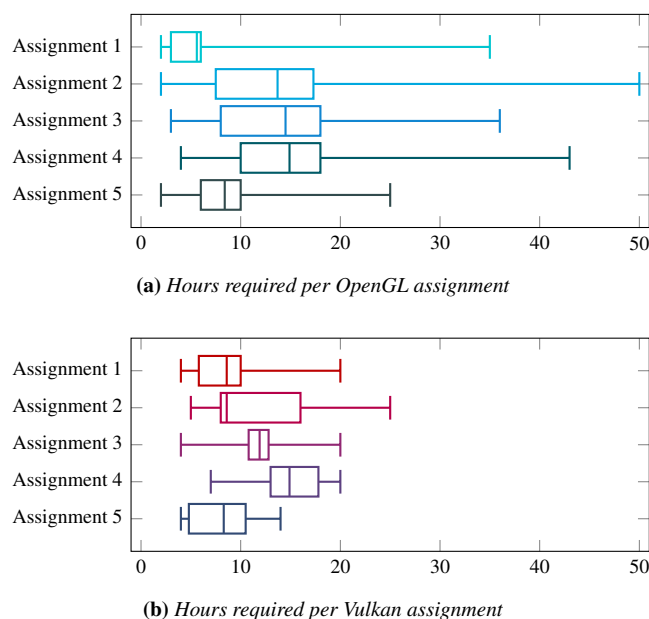 Assignment 1
Assignment 2
Assignment 3
Assignment 4
Assignment 5
0 10 20 30 40 50
(a) Hours required per OpenGL assignment
Assignment 1
Assignment 2
Assignment 3
Assignment 4
Assignment 5
0 10 20 30 40 50
(b) Hours required per Vulkan assignment